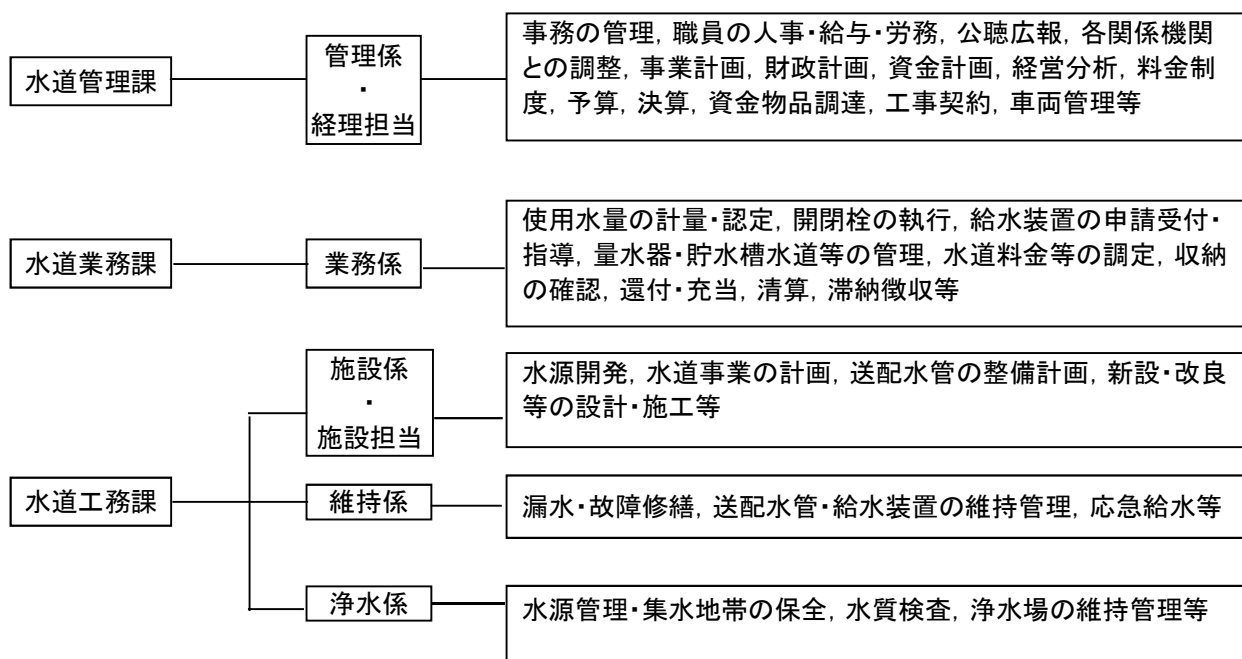 水道管理課
管理係
・
経理担当
事務の管理, 職員の人事・給与・労務, 公聴広報, 各関係機関
との調整, 事業計画, 財政計画, 資金計画, 経営分析, 料金制
度, 予算, 決算, 資金物品調達, 工事契約, 車両管理等
水道業務課
業務係
使用水量の計量・認定, 開閉栓の執行, 給水装置の申請受付・
指導, 量水器・貯水槽水道等の管理, 水道料金等の調定, 収納
の確認, 還付・充当, 清算, 滞納徴収等
水道工務課
施設係
・
施設担当
水源開発, 水道事業の計画, 送配水管の整備計画, 新設・改良
等の設計・施工等
維持係
漏水・故障修繕, 送配水管・給水装置の維持管理, 応急給水等
浄水係
水源管理・集水地帯の保全, 水質検査, 浄水場の維持管理等